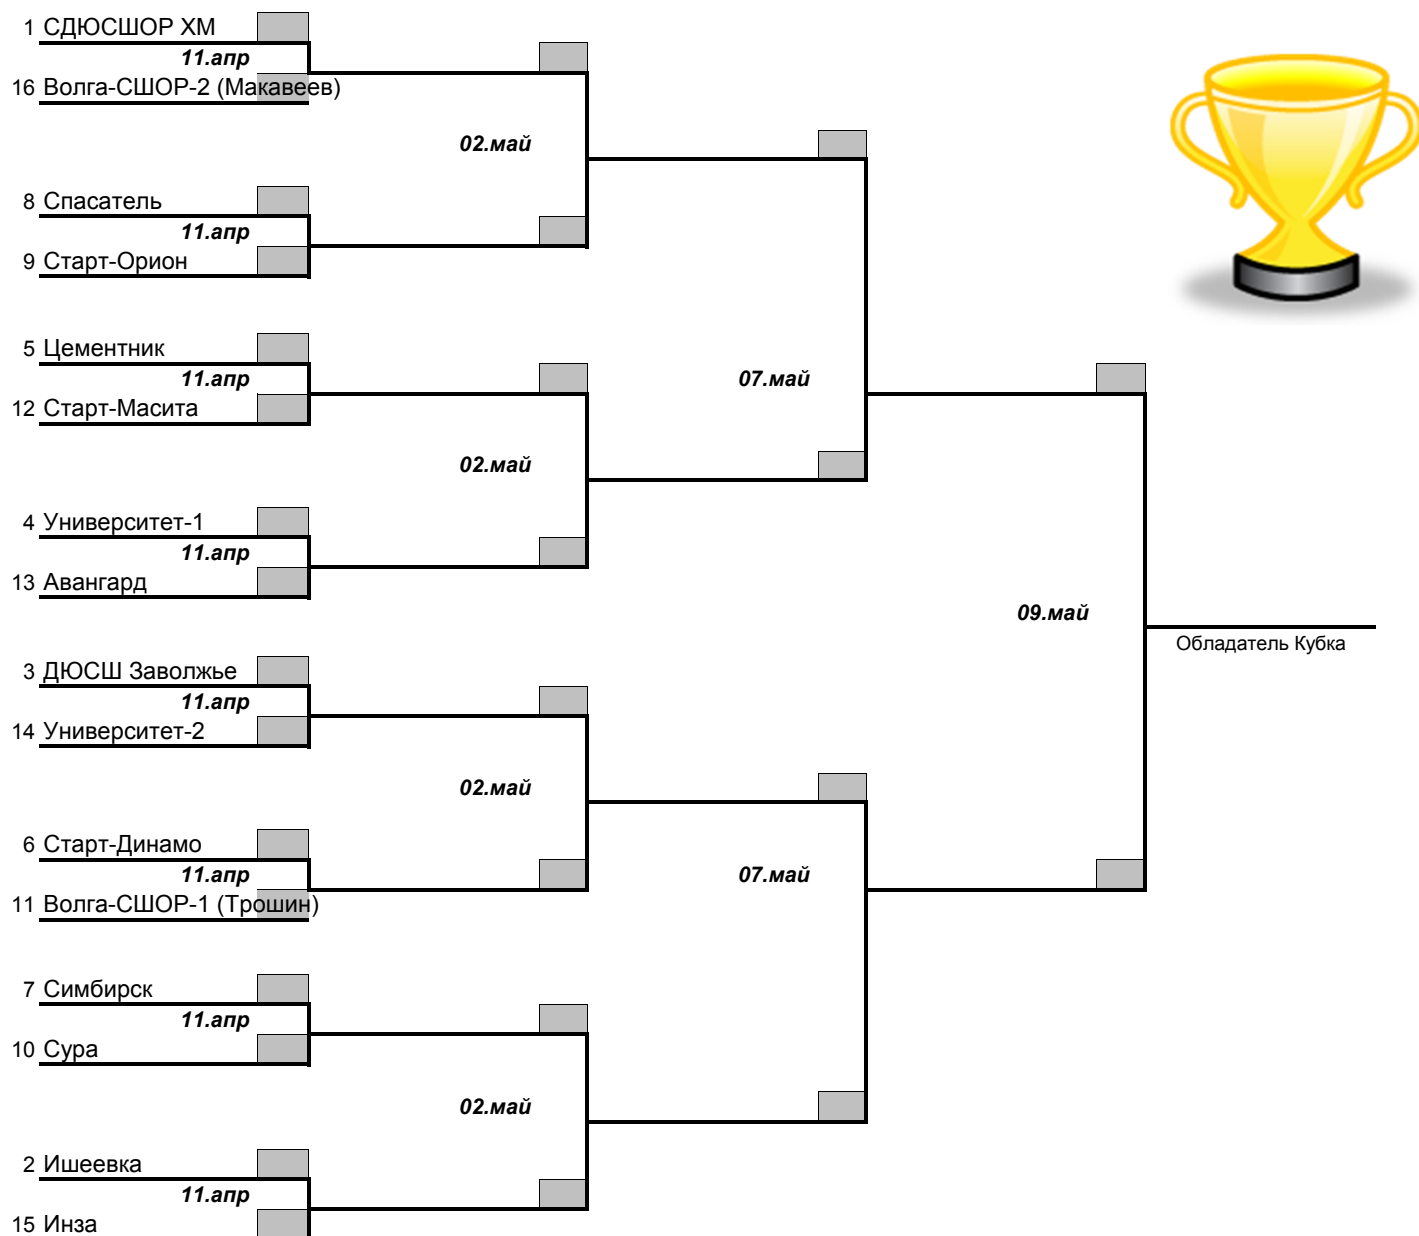 1 СДЮСШОР ХМ
11.апр
16 Волга-СШОР-2 (Макавеев)
02.май
8 Спасатель
11.апр
9 Старт-Орион
5 Цементник
11.апр
07.май
12 Старт-Масита
02.май
4 Университет-1
11.апр
13 Авангард
09.май
Обладатель Кубка
3 ДЮСШ Заволжье
11.апр
14 Университет-2
02.май
6 Старт-Динамо
11.апр
07.май
11 Волга-СШОР-1 (Трошин)
7 Симбирск
11.апр
10 Сура
02.май
2 Ишеевка
11.апр
15 Инза